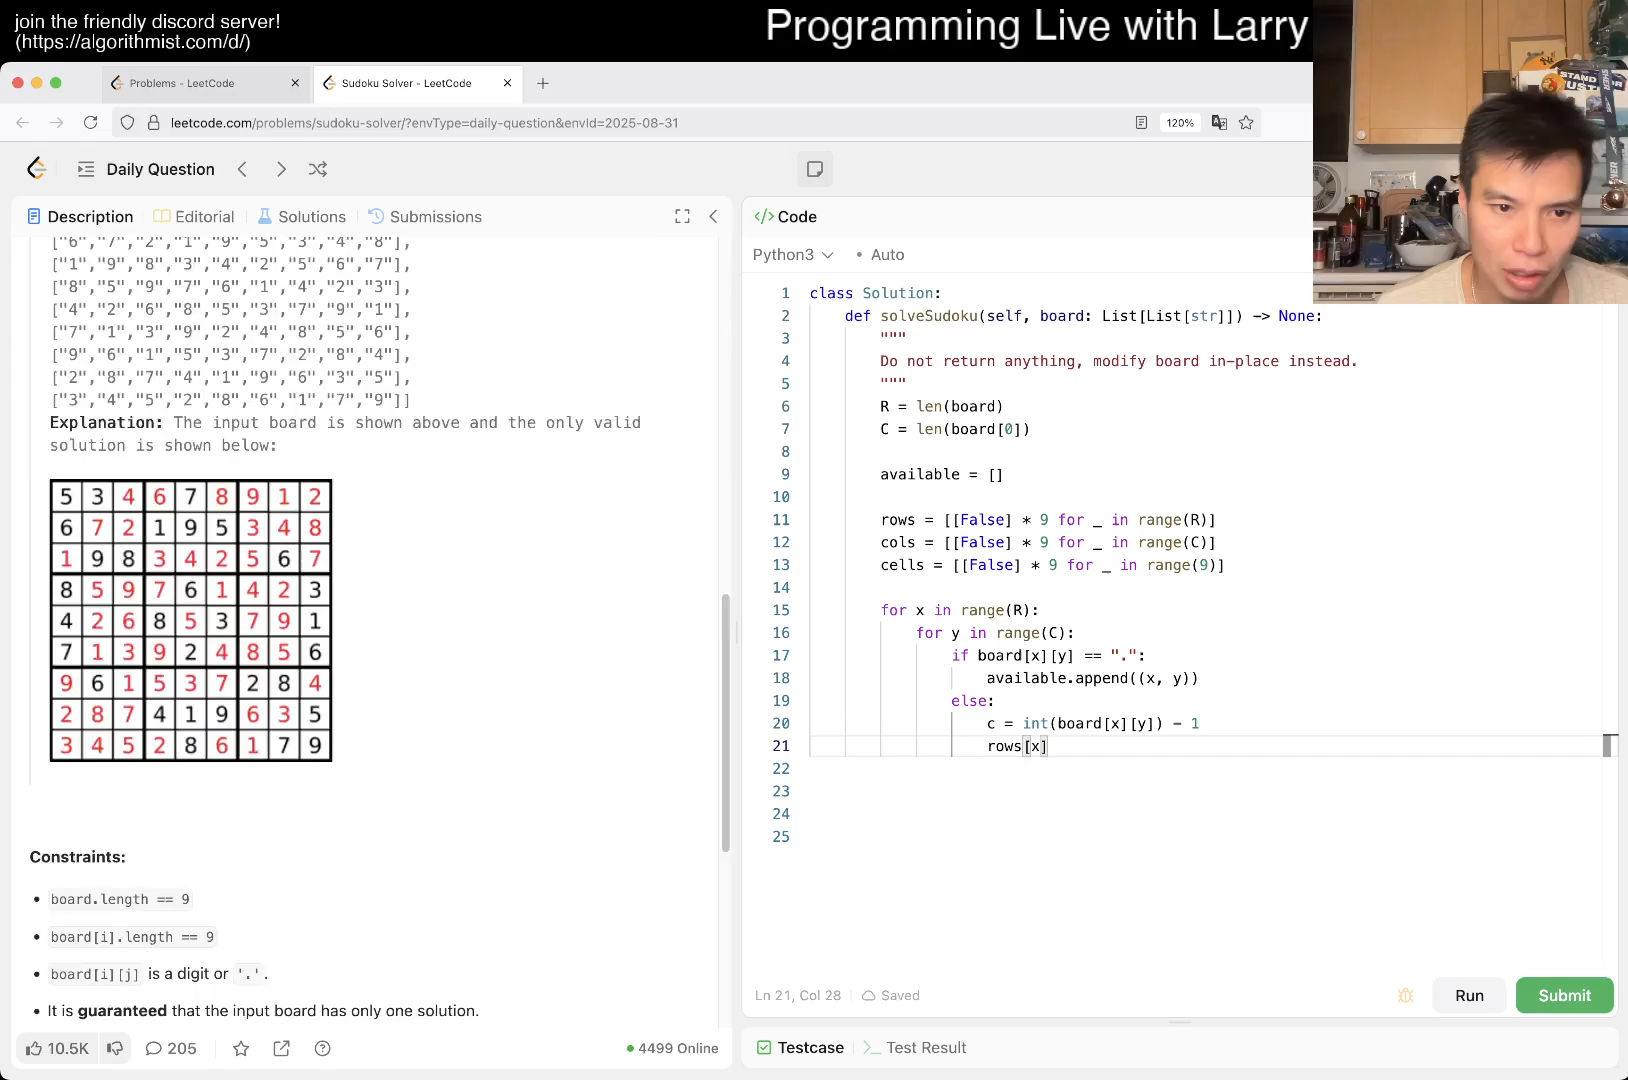 join the friendly discord server!
(https://algorithmist.com/d/)
Programming Live with Larry
Problems - LeetCode
Sudoku Solver - LeetCode
leetcode.com/problems/sudoku-solver/?envType=daily-question&envId=2025-08-31
120%
Daily Question
Description
Editorial
Solutions
Submissions
["6","7","2","1","9","5","3","4","8"],
["1","9","8","3","4","2","5","6","7"],
["8","5","9","7","6","1","4","2","3"],
["4","2","6","8","5","3","7","9","1"],
["7","1","3","9","2","4","8","5","6"],
["9","6","1","5","3","7","2","8","4"],
["2","8","7","4","1","9","6","3","5"],
["3","4","5","2","8","6","1","7","9"]]
Explanation: The input board is shown above and the only valid
solution is shown below:
5 3 4 6 7 8 9 1 2
6 7 2 1 9 5 3 4 8
1 9 8 3 4 2 5 6 7
8 5 9 7 6 1 4 2 3
4 2 6 8 5 3 7 9 1
7 1 3 9 2 4 8 5 6
9 6 1 5 3 7 2 8 4
2 8 7 4 1 9 6 3 5
3 4 5 2 8 6 1 7 9
Constraints:
• board.length == 9
• board[i].length == 9
• board[i][j] is a digit or '.'.
• It is guaranteed that the input board has only one solution.
10.5K
205
4499 Online
</> Code
Python3
• Auto
1 class Solution:
2 def solveSudoku(self, board: List[List[str]]) -> None:
3 """
4 Do not return anything, modify board in-place instead.
5 """
6 R = len(board)
7 C = len(board[0])
8
9 available = []
10
11 rows = [[False] * 9 for _ in range(R)]
12 cols = [[False] * 9 for _ in range(C)]
13 cells = [[False] * 9 for _ in range(9)]
14
15 for x in range(R):
16 for y in range(C):
17 if board[x][y] == ".":
18 available.append((x, y))
19 else:
20 c = int(board[x][y]) - 1
21 rows[x]
22
23
24
25
Ln 21, Col 28
Saved
Run
Submit
Testcase
Test Result
STAND